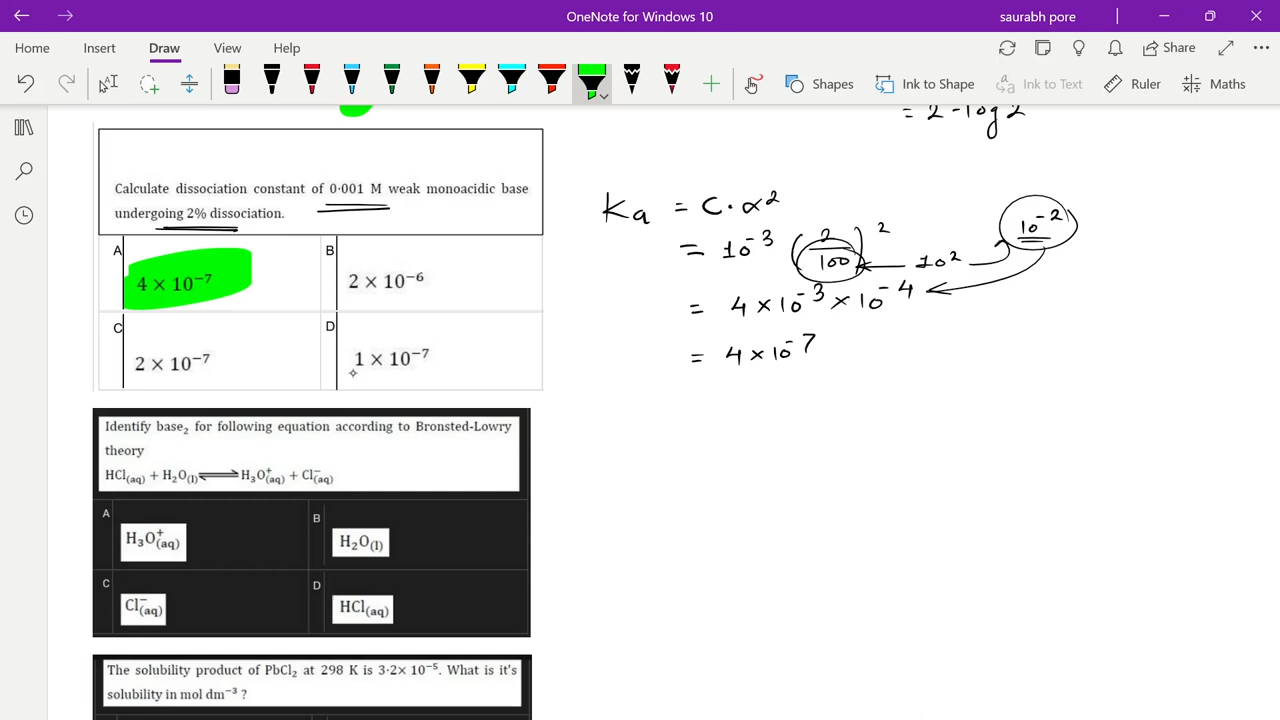 OneNote for Windows 10
saurabh pore
Home Insert Draw View Help
Share
Shapes Ink to Shape Ink to Text Ruler Maths
= 2 - log 2
Calculate dissociation constant of 0·001 M weak monoacidic base
undergoing 2% dissociation.
A 4 × 10⁻⁷
B 2 × 10⁻⁶
C 2 × 10⁻⁷
D 1 × 10⁻⁷
Ka = C · α²
= 10⁻³ (2/100)² 10² 10⁻²
= 4 × 10⁻³ × 10⁻⁴
= 4 × 10⁻⁷
Identify base₂ for following equation according to Bronsted-Lowry
theory
HCl(aq) + H₂O(l) ⇌ H₃O⁺(aq) + Cl⁻(aq)
A H₃O⁺(aq)
B H₂O(l)
C Cl⁻(aq)
D HCl(aq)
The solubility product of PbCl₂ at 298 K is 3·2× 10⁻⁵. What is it's
solubility in mol dm⁻³ ?